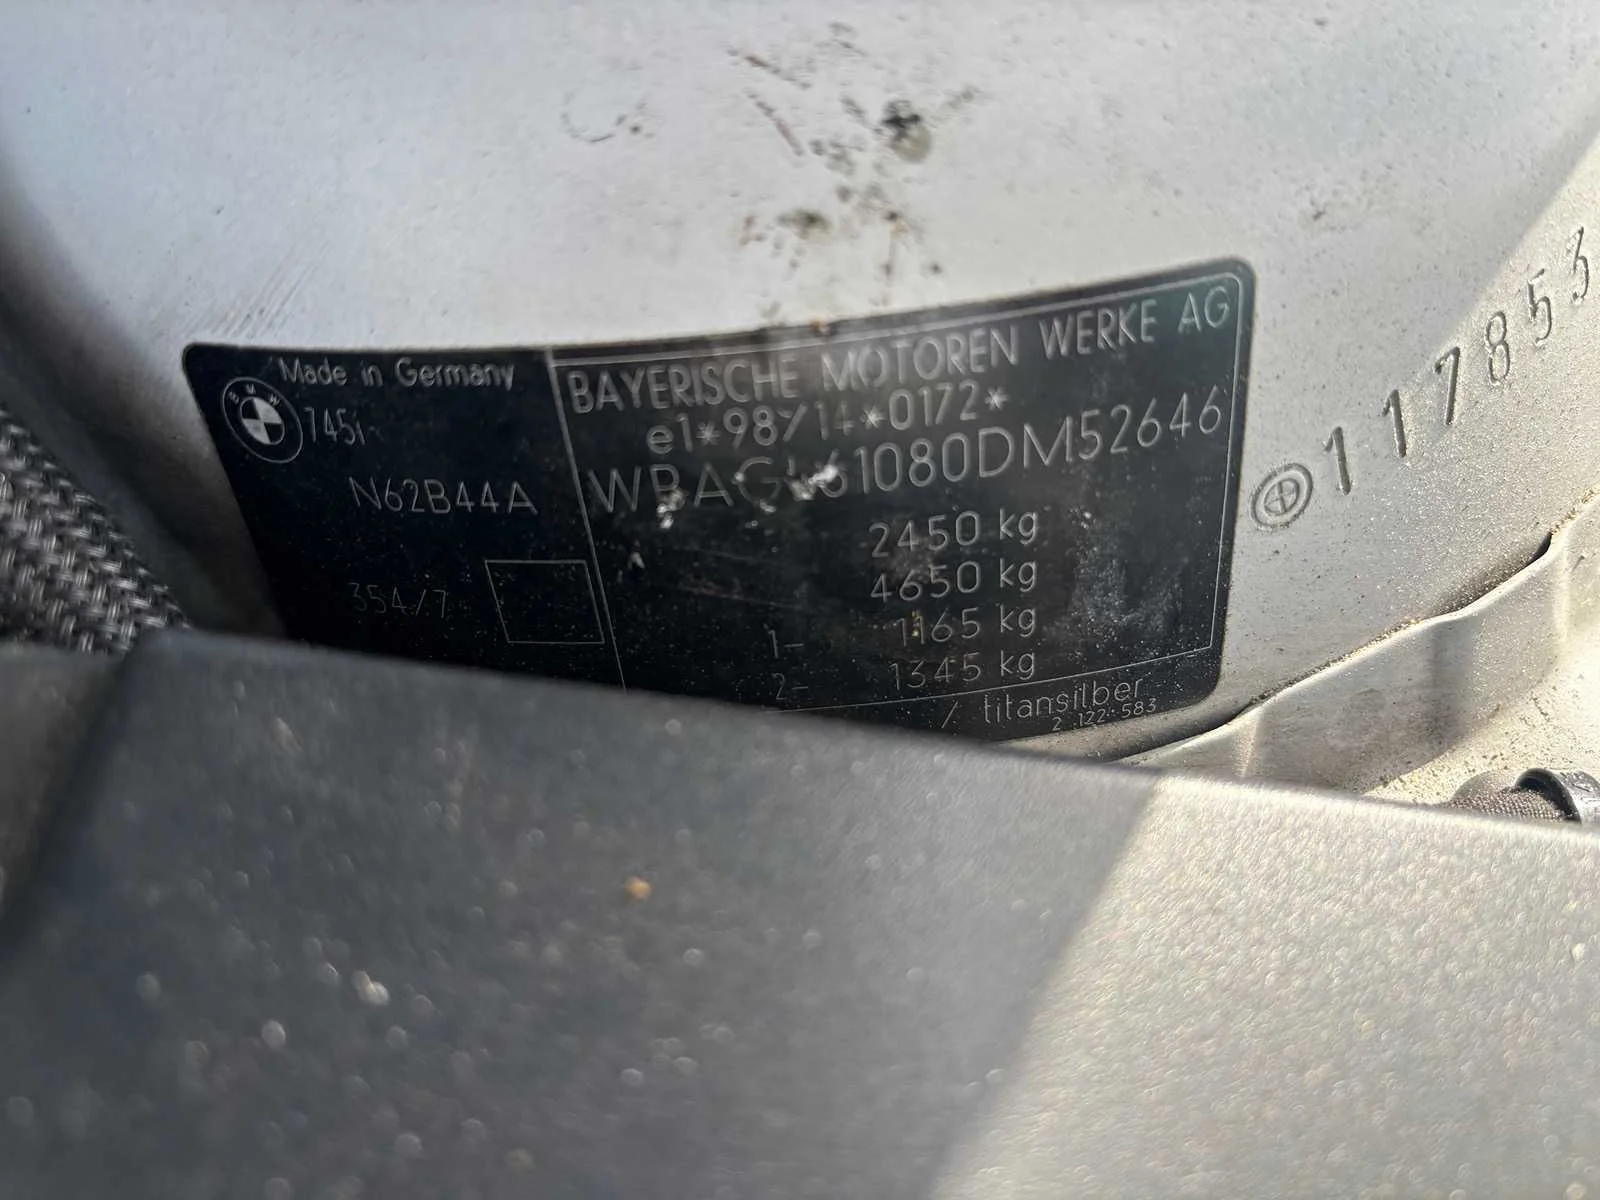 Made in Germany
BMW
745i
N62B44A
354/7
BAYERISCHE MOTOREN WERKE AG
e1*98/14*0172*
2450 kg
4650 kg
1- 1165 kg
2- 1345 kg
/ titansilber
2 122 583
117853